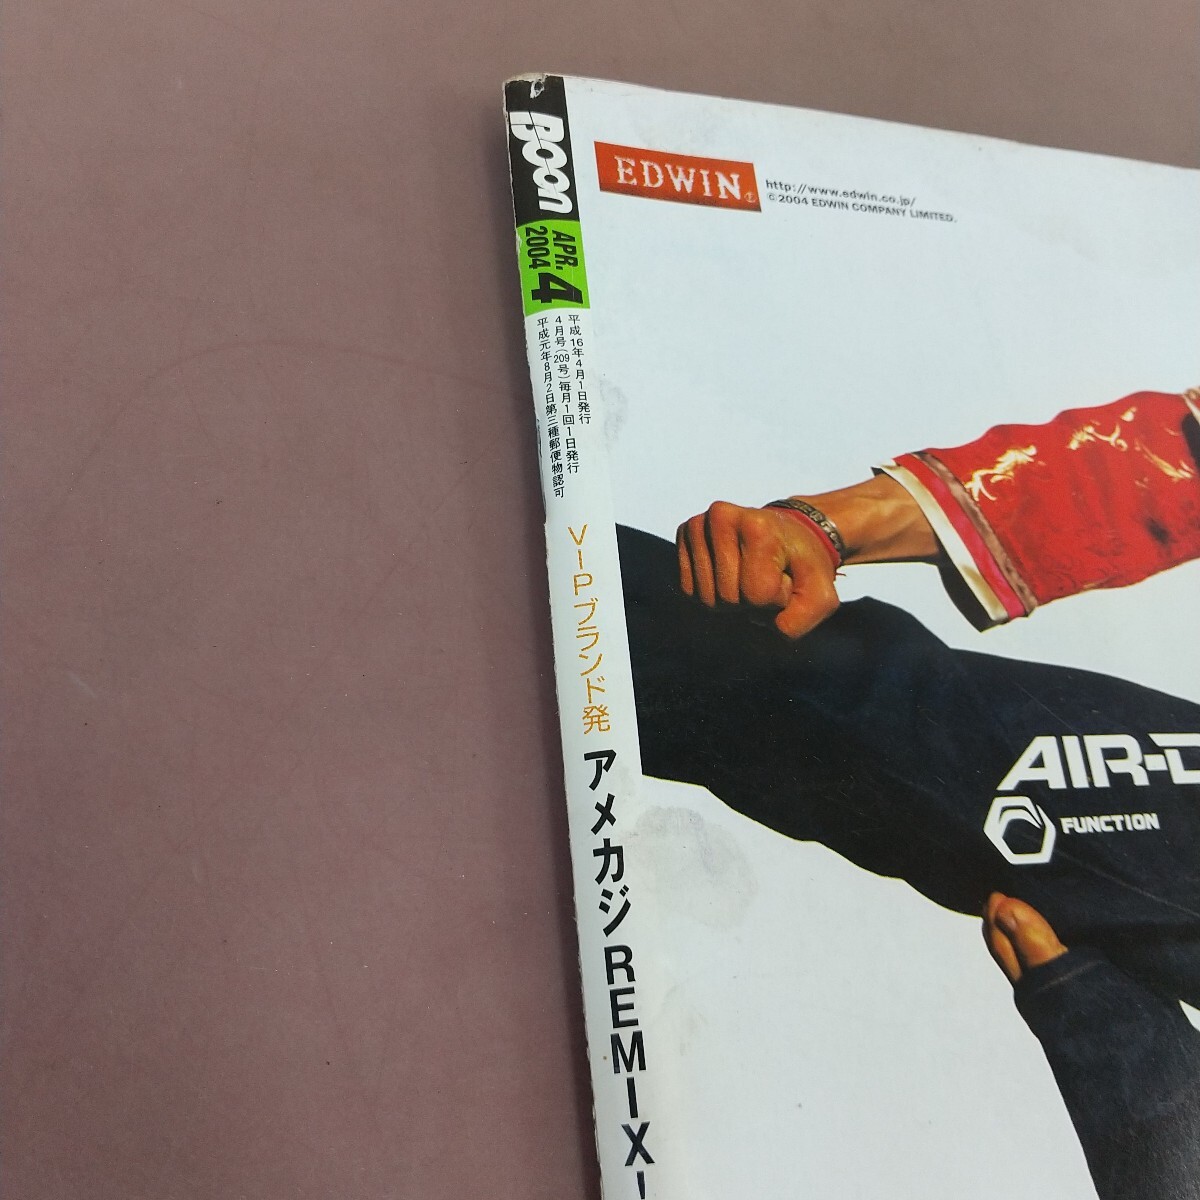 Boon
APR.
2004
4
平成16年4月1日発行
4月号(209号)毎月1回1日発行
平成元年8月2日第三種郵便物認可
VIPブランド発
アメカジREMIX!
EDWIN
http://www.edwin.co.jp/
©2004 EDWIN COMPANY LIMITED.
AIR-D
FUNCTION